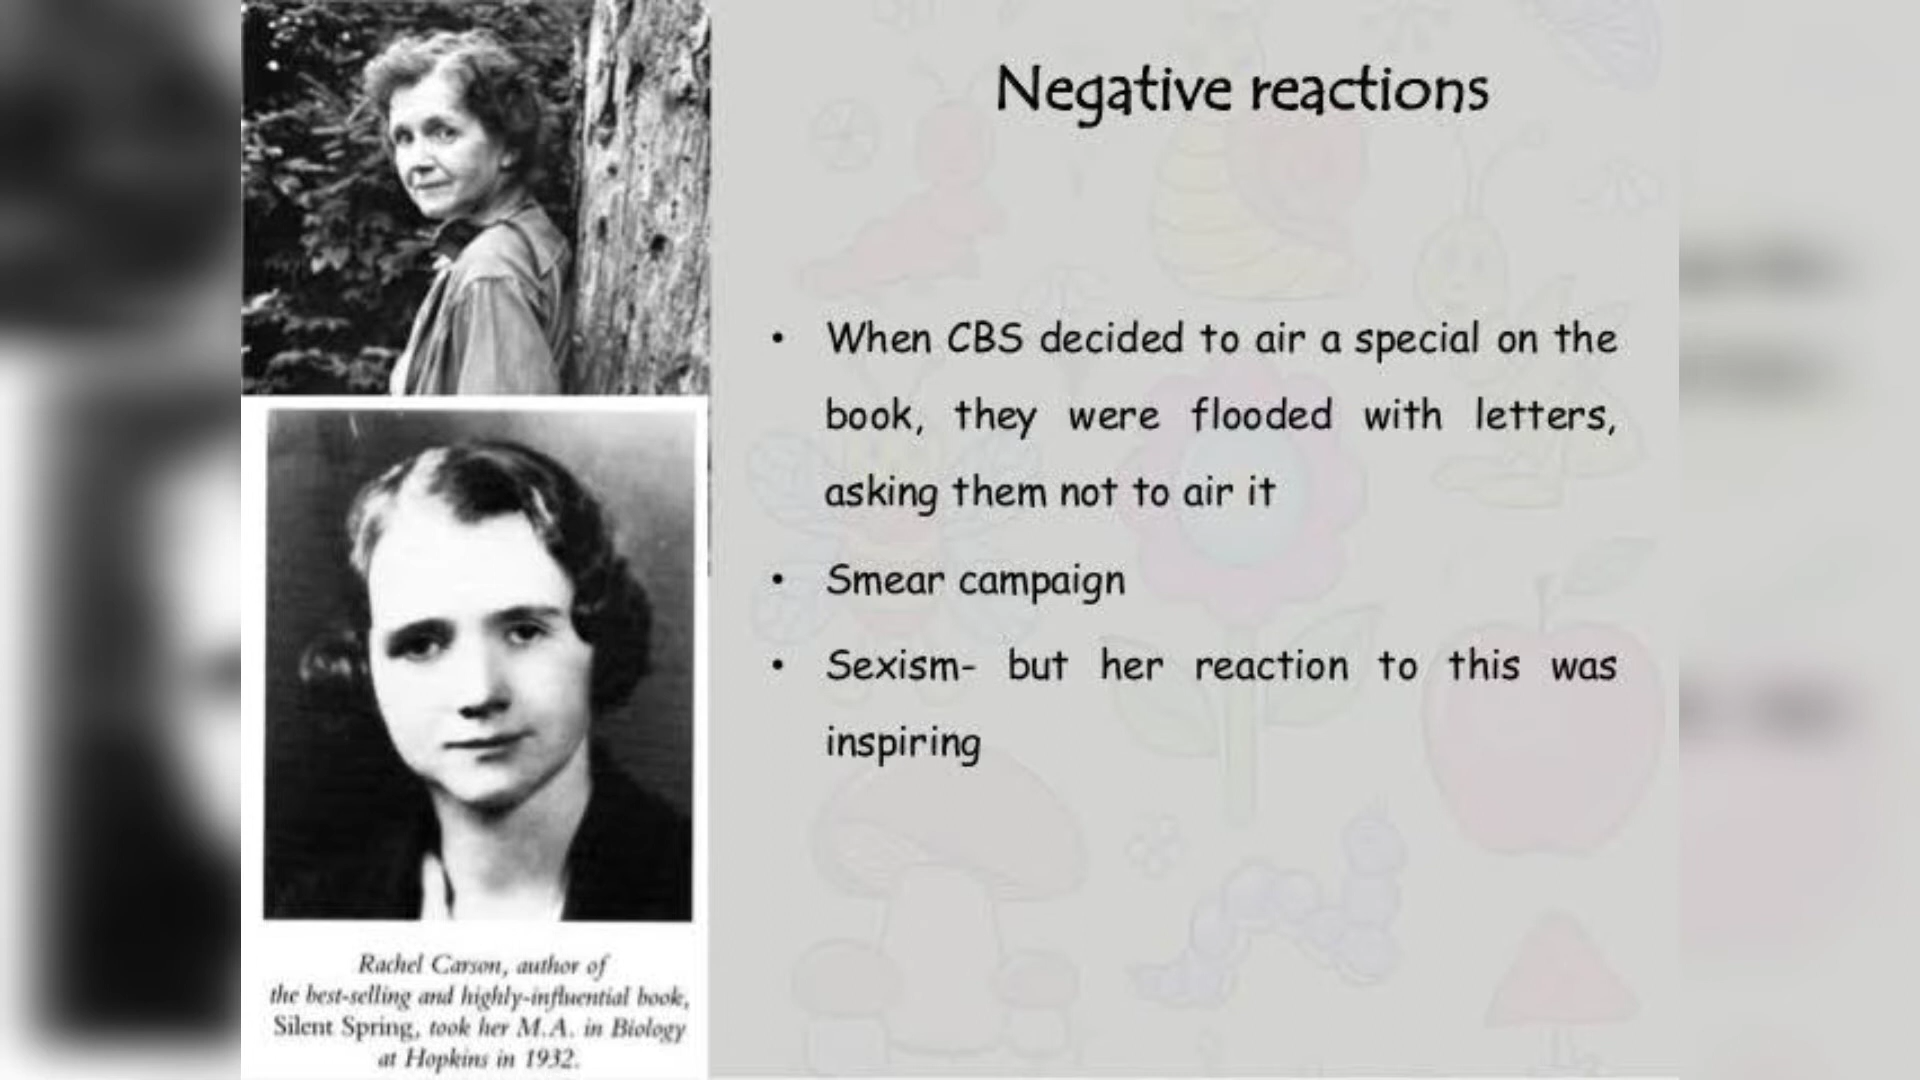 Negative reactions
• When CBS decided to air a special on the
book, they were flooded with letters,
asking them not to air it
• Smear campaign
• Sexism- but her reaction to this was
inspiring
Rachel Carson, author of
the best-selling and highly-influential book,
Silent Spring, took her M.A. in Biology
at Hopkins in 1932.